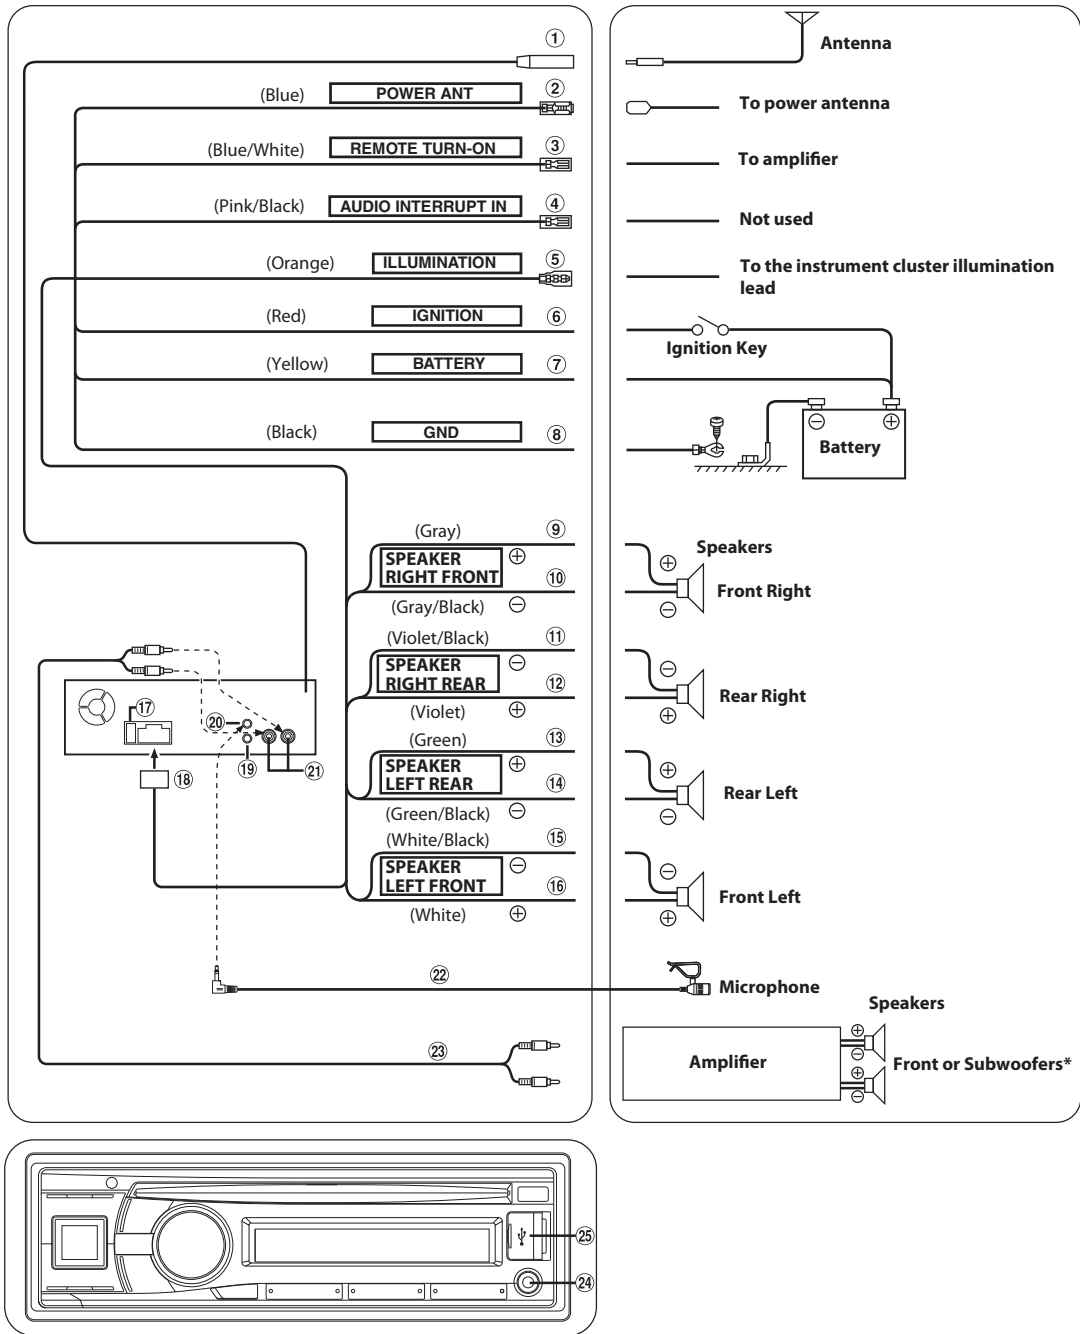 ①
Antenna
② (Blue) POWER ANT
To power antenna
③ (Blue/White) REMOTE TURN-ON
To amplifier
④ (Pink/Black) AUDIO INTERRUPT IN
Not used
⑤ (Orange) ILLUMINATION
To the instrument cluster illumination
lead
(Red) IGNITION ⑥
Ignition Key
(Yellow) BATTERY ⑦
(Black) GND ⑧
⊖ ⊕
Battery
(Gray) ⑨
SPEAKER ⊕
RIGHT FRONT ⑩
(Gray/Black) ⊖
Speakers
⊕
Front Right
⊖
(Violet/Black) ⑪
SPEAKER ⊖
RIGHT REAR ⑫
(Violet) ⊕
⊖
Rear Right
⊕
(Green) ⑬
SPEAKER ⊕
LEFT REAR ⑭
(Green/Black) ⊖
⊕
Rear Left
⊖
(White/Black) ⑮
SPEAKER ⊖
LEFT FRONT ⑯
(White) ⊕
⊖
Front Left
⊕
⑰
⑳
⑱
⑲
㉑
㉒
Microphone
㉓
Speakers
Amplifier
⊕
⊖
⊕
⊖
Front or Subwoofers*
㉕
㉔